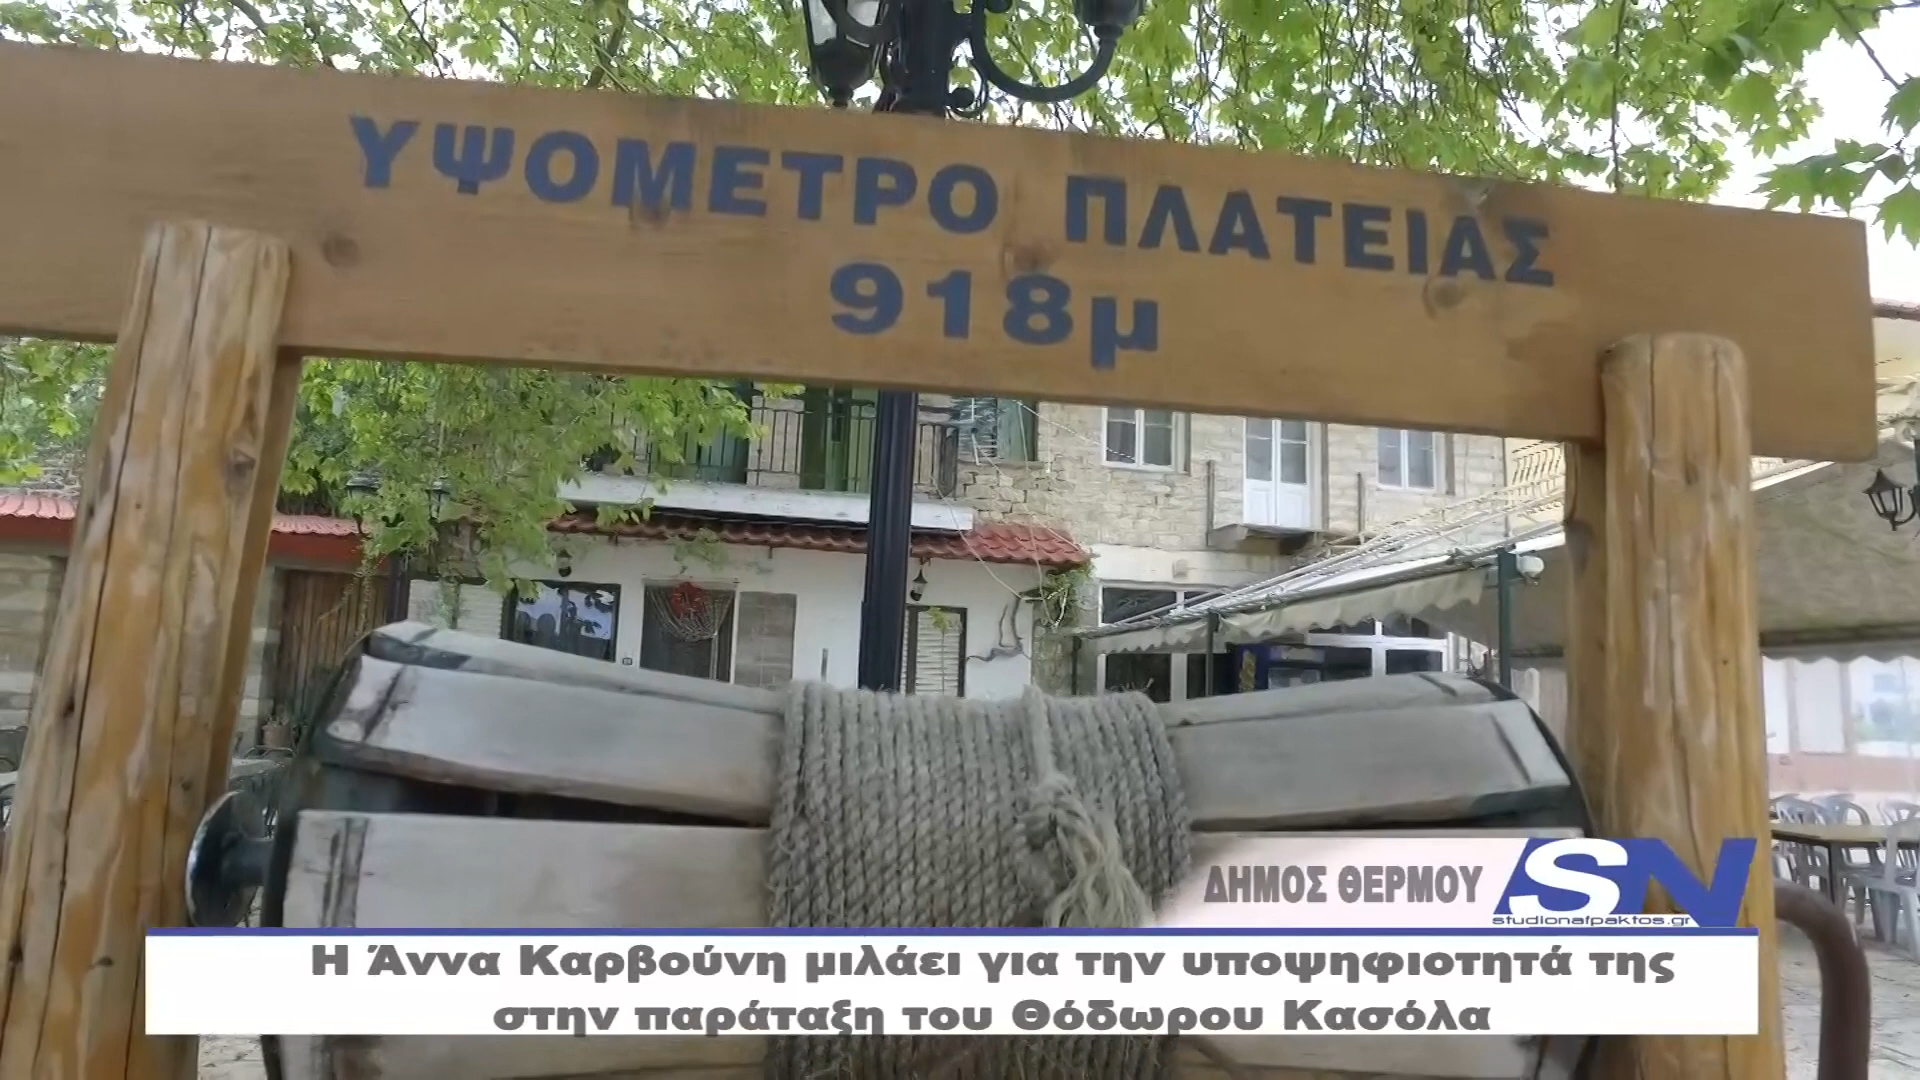 ΥΨΟΜΕΤΡΟ ΠΛΑΤΕΙΑΣ
918μ
ΔΗΜΟΣ ΘΕΡΜΟΥ
SN
studionafpaktos.gr
Η Άννα Καρβούνη μιλάει για την υποψηφιοτητά της
στην παράταξη του Θόδωρου Κασόλα